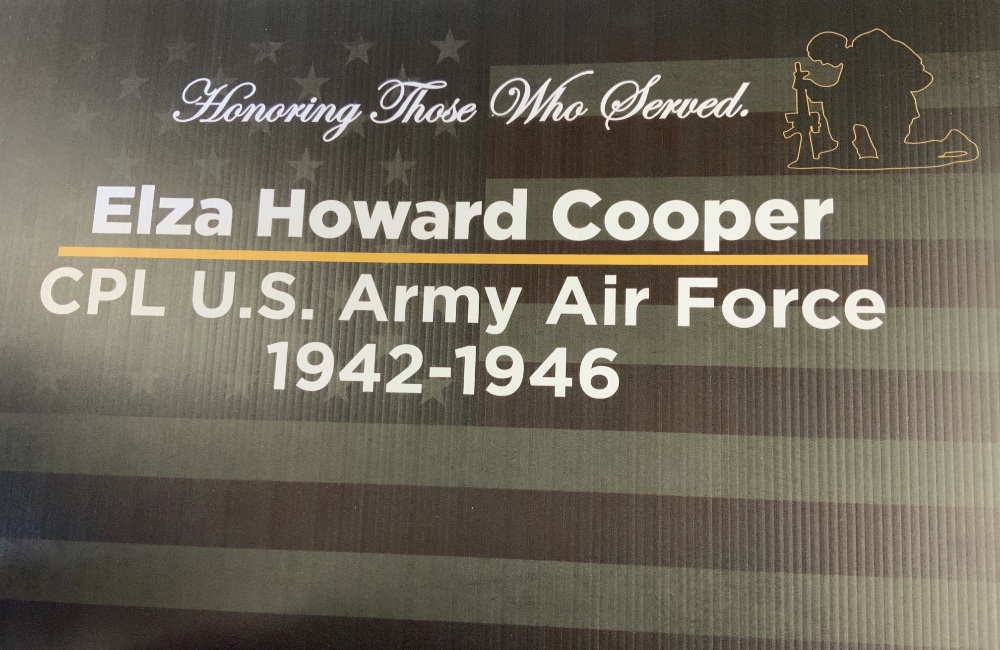 Honoring Those Who Served.
Elza Howard Cooper
CPL U.S. Army Air Force
1942-1946